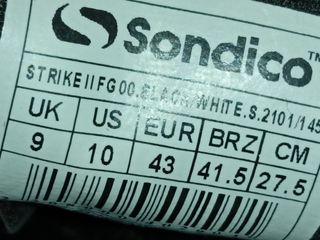 Sondico™
STRIKE II FG 00. BLACK/WHITE.S.2101/145
UK US EUR BRZ CM
9 10 43 41.5 27.5